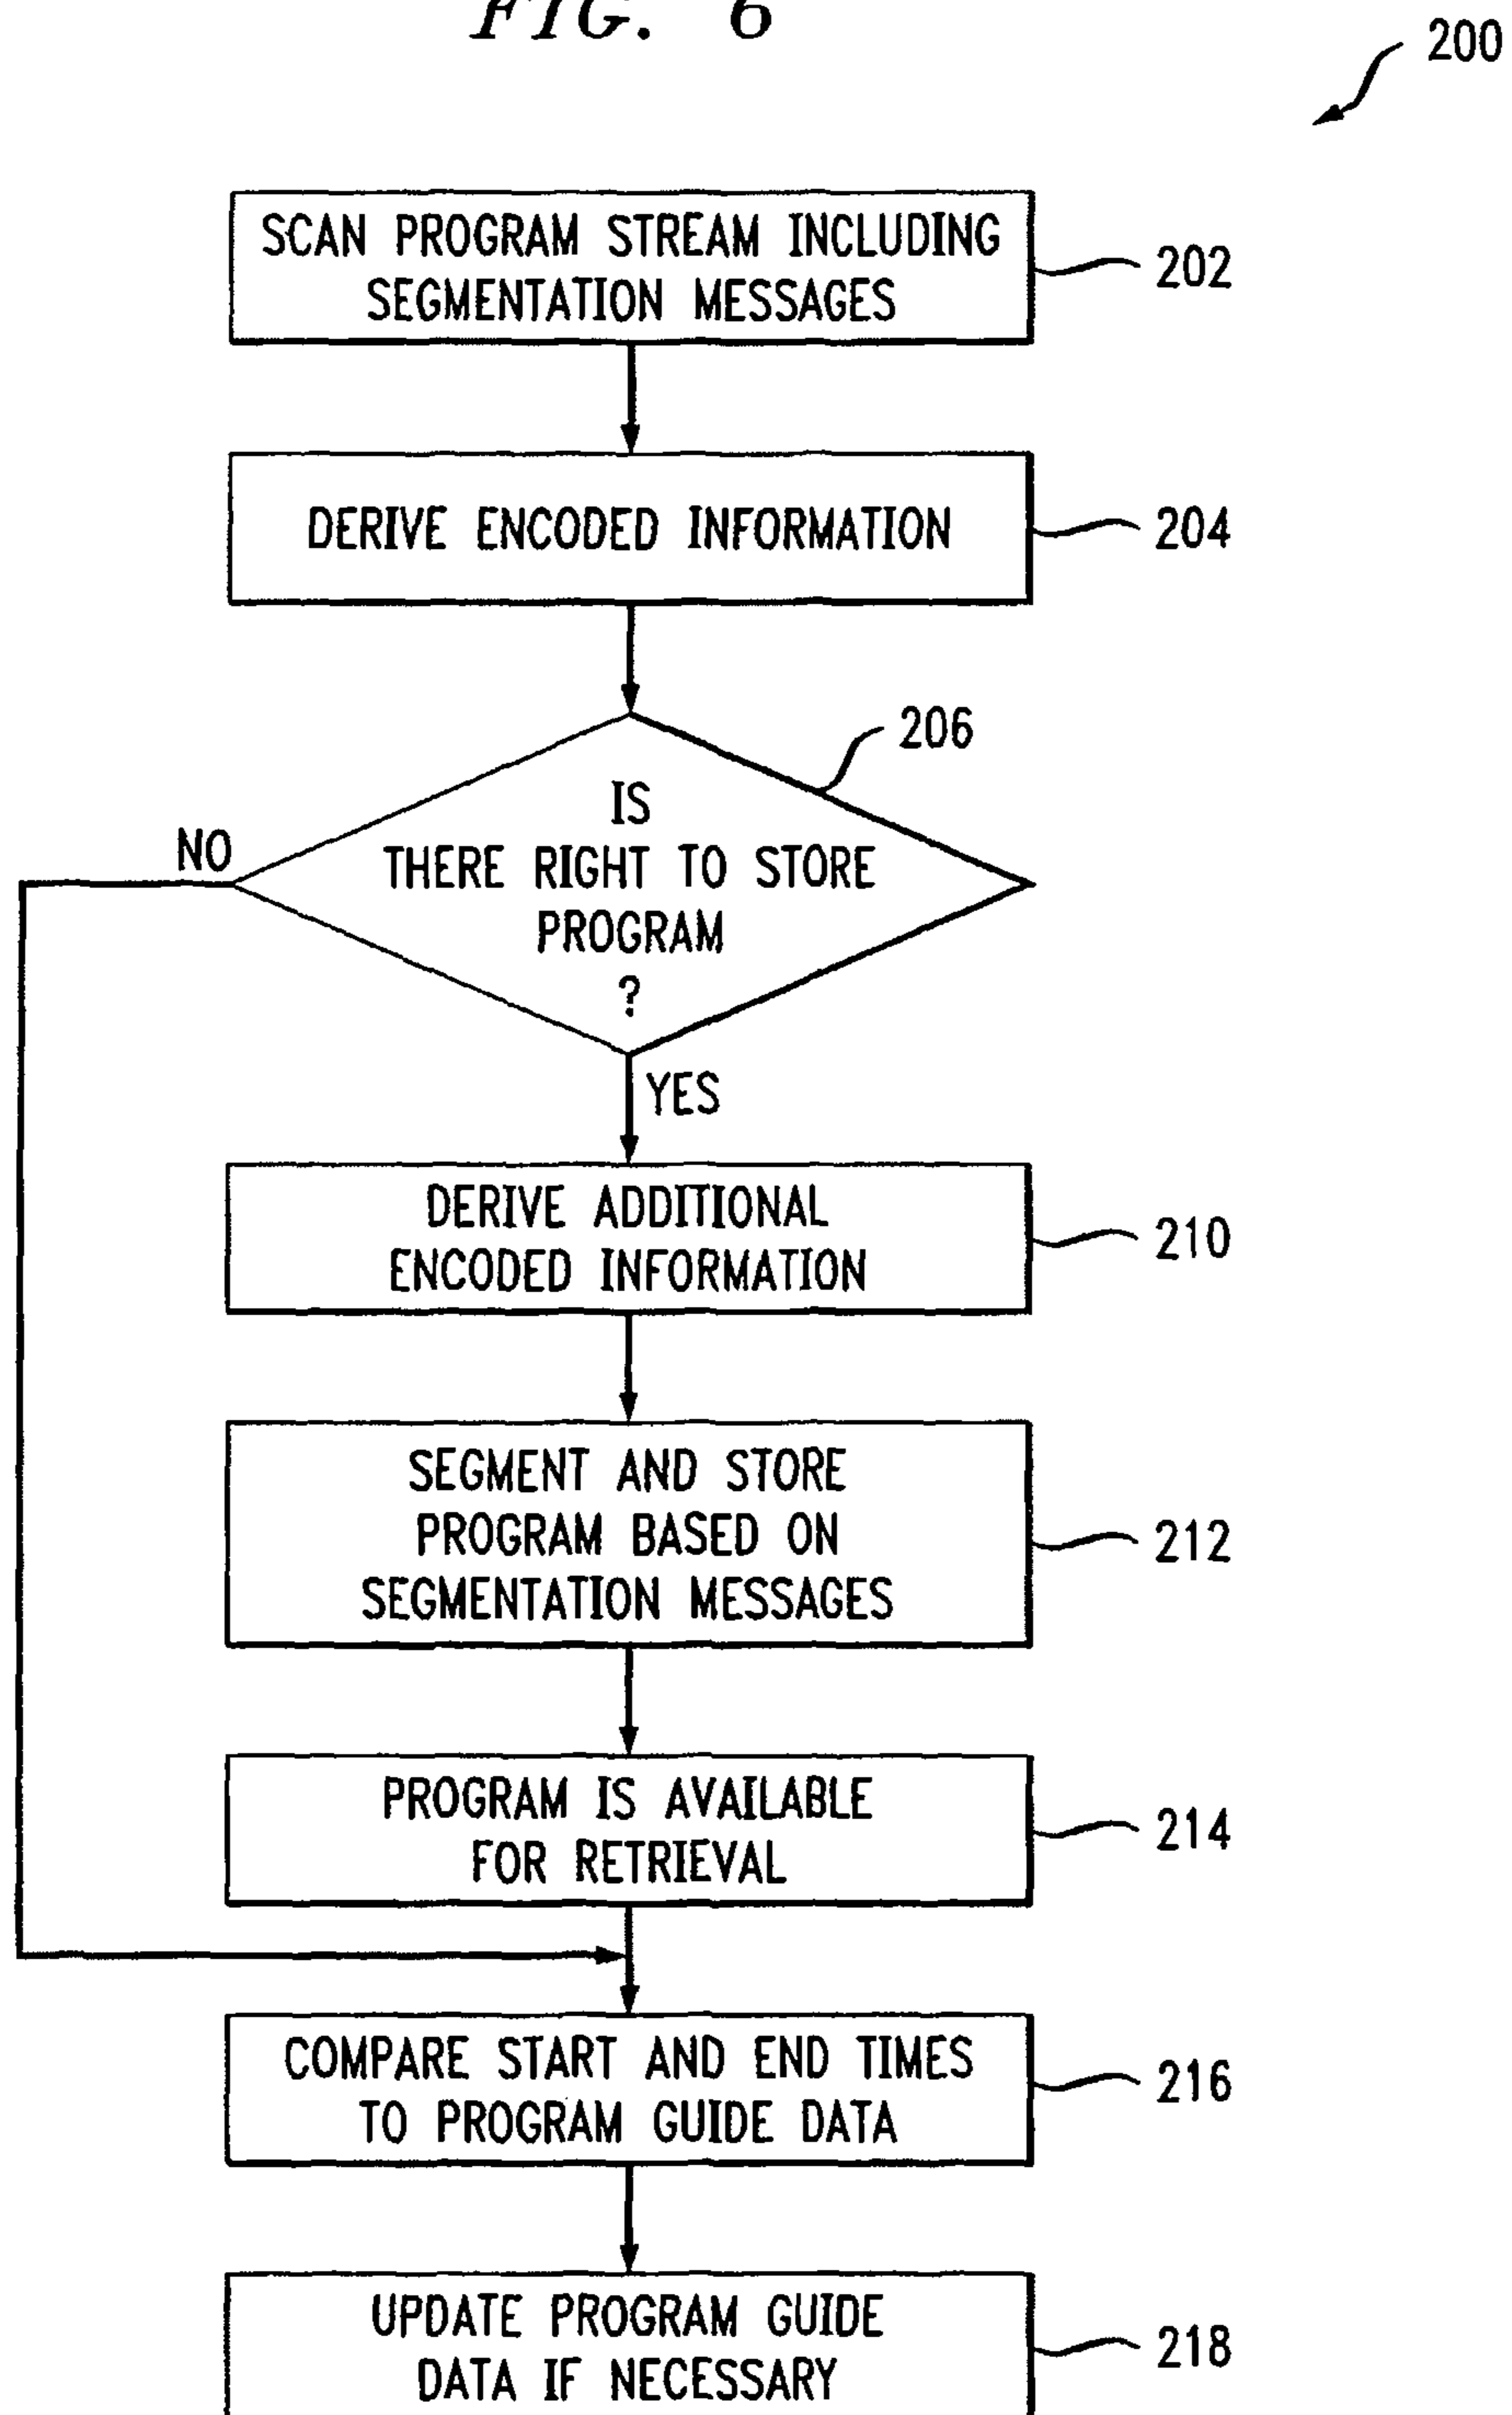 FIG. 6
200
SCAN PROGRAM STREAM INCLUDING
SEGMENTATION MESSAGES
202
DERIVE ENCODED INFORMATION
204
206
IS
THERE RIGHT TO STORE
PROGRAM
?
NO
YES
DERIVE ADDITIONAL
ENCODED INFORMATION
210
SEGMENT AND STORE
PROGRAM BASED ON
SEGMENTATION MESSAGES
212
PROGRAM IS AVAILABLE
FOR RETRIEVAL
214
COMPARE START AND END TIMES
TO PROGRAM GUIDE DATA
216
UPDATE PROGRAM GUIDE
DATA IF NECESSARY
218